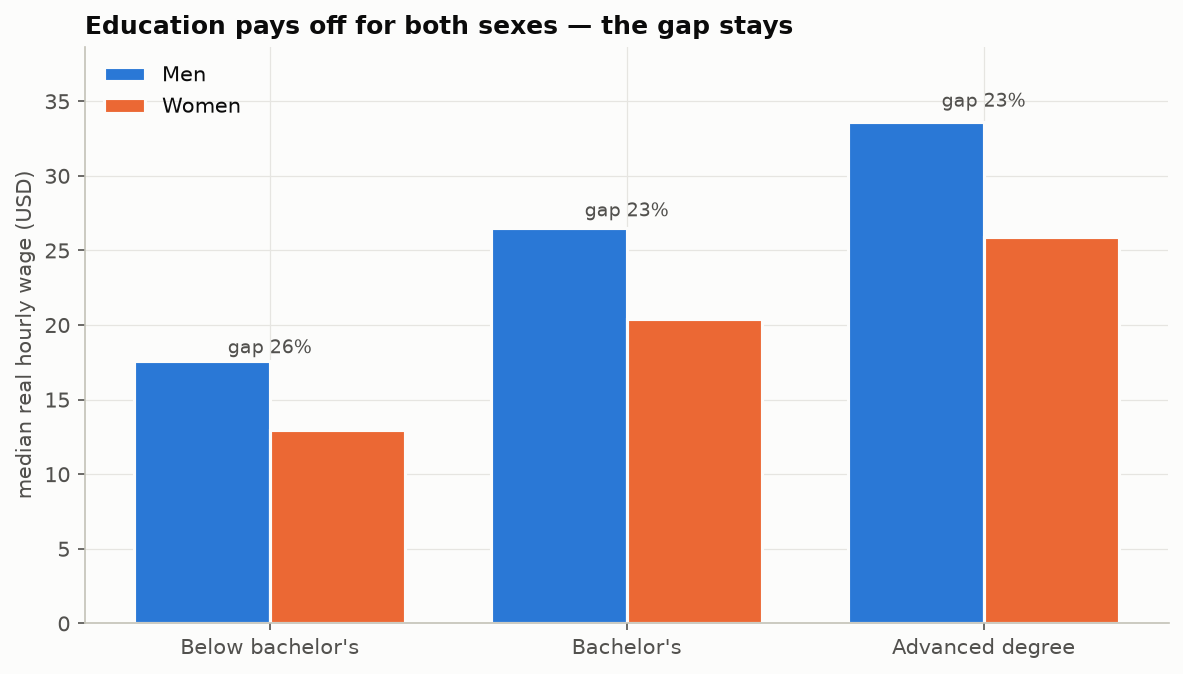 Education pays off for both sexes — the gap stays
Men
Women
median real hourly wage (USD)
35
30
25
20
15
10
5
0
gap 26%
gap 23%
gap 23%
Below bachelor's
Bachelor's
Advanced degree